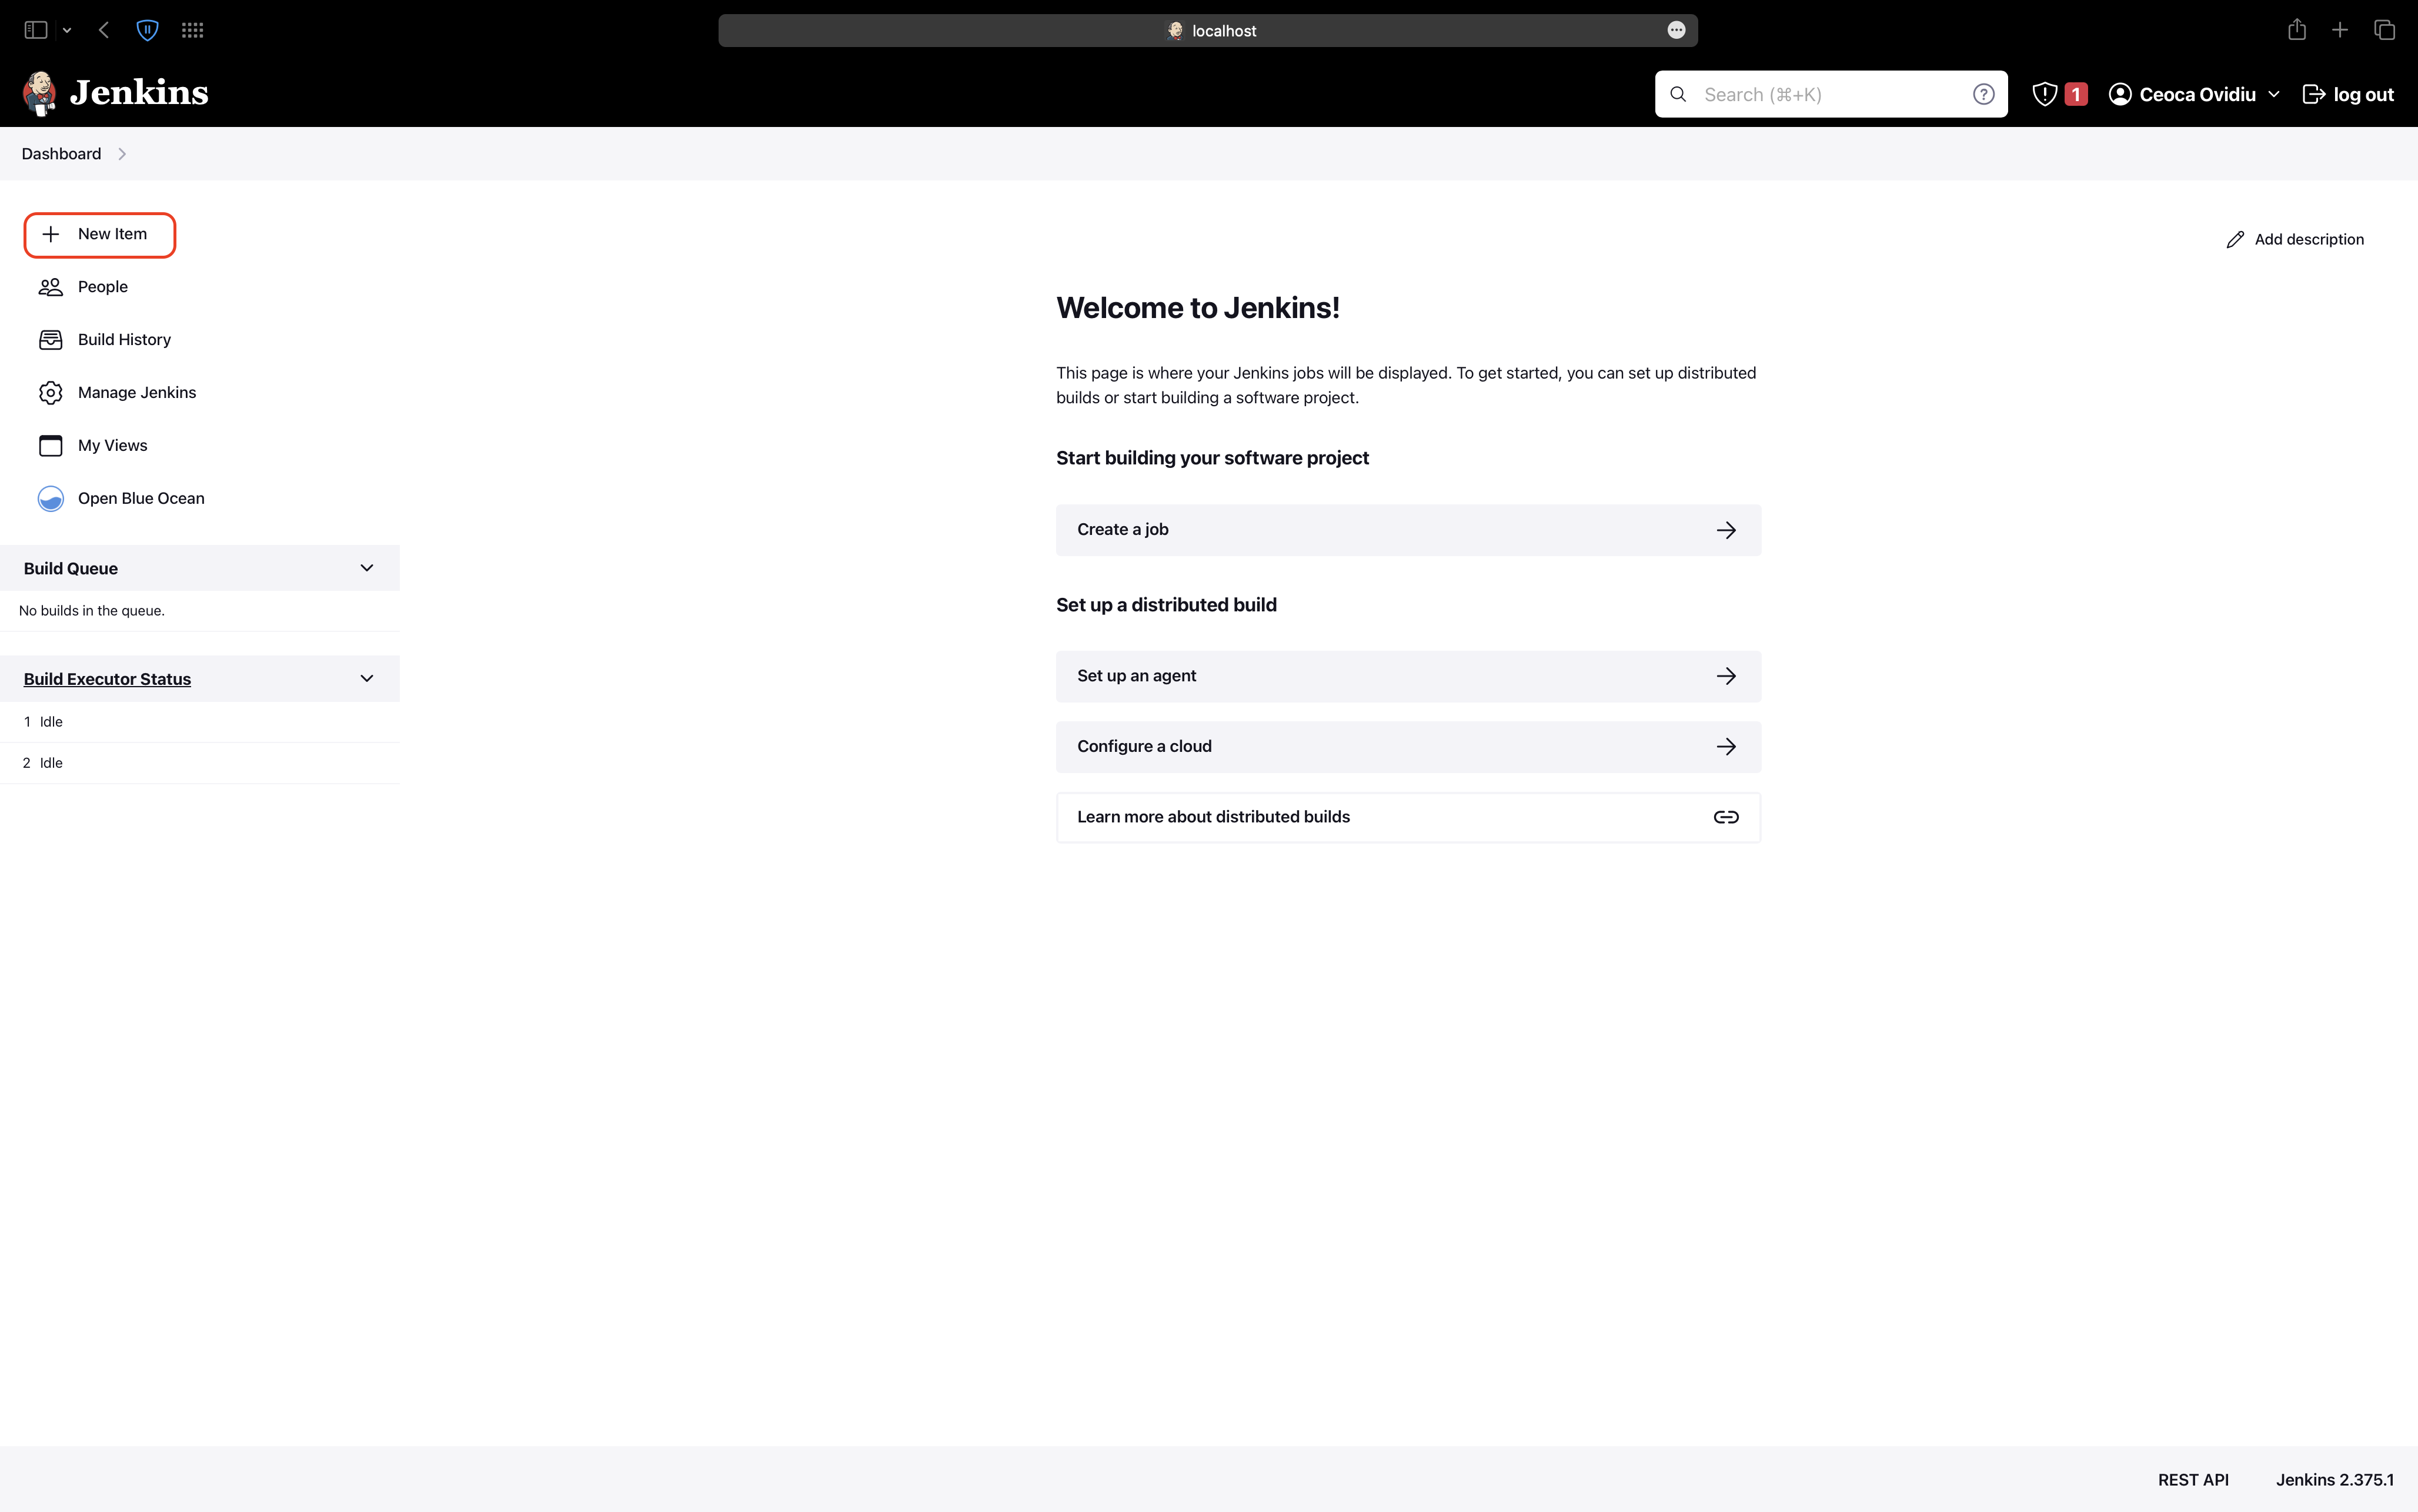 localhost
Jenkins
Search (⌘+K)
1
Ceoca Ovidiu
log out
Dashboard
New Item
People
Build History
Manage Jenkins
My Views
Open Blue Ocean
Build Queue
No builds in the queue.
Build Executor Status
1 Idle
2 Idle
Add description
Welcome to Jenkins!
This page is where your Jenkins jobs will be displayed. To get started, you can set up distributed
builds or start building a software project.
Start building your software project
Create a job
Set up a distributed build
Set up an agent
Configure a cloud
Learn more about distributed builds
REST API
Jenkins 2.375.1